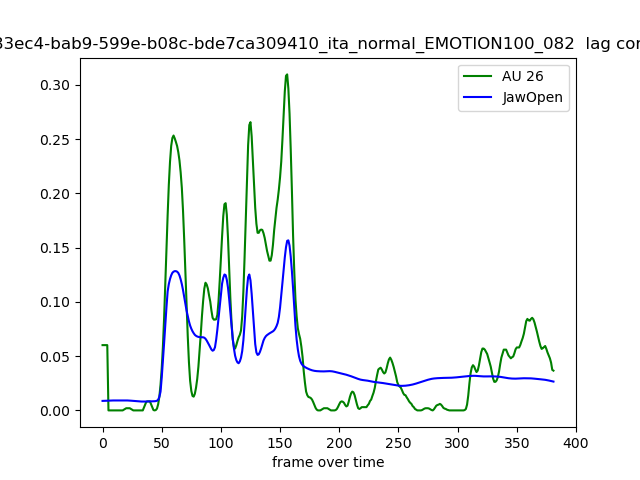 33ec4-bab9-599e-b08c-bde7ca309410_ita_normal_EMOTION100_082 lag cor
AU 26
JawOpen
0.30
0.25
0.20
0.15
0.10
0.05
0.00
0 50 100 150 200 250 300 350 400
frame over time